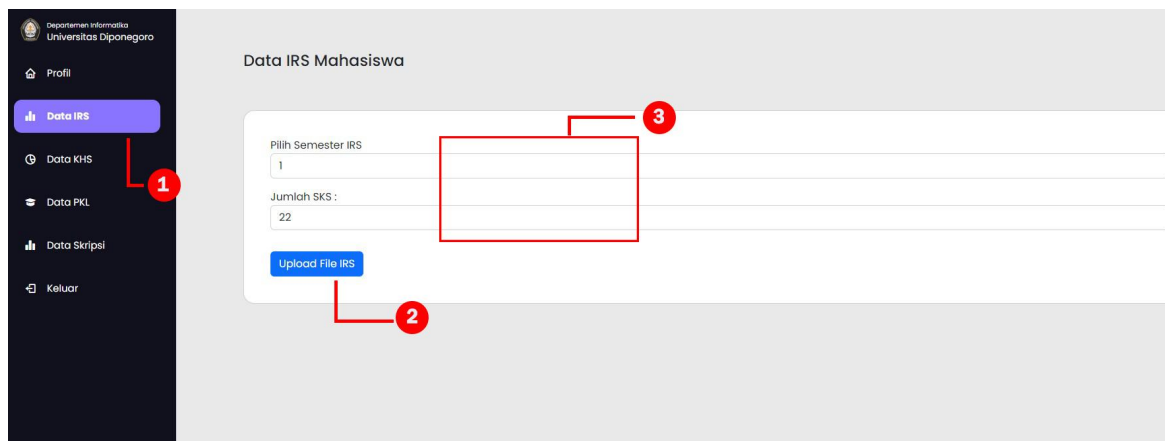 Departemen Informatika
Universitas Diponegoro
Profil
Data IRS
Data KHS
Data PKL
Data Skripsi
Keluar
1
Data IRS Mahasiswa
3
Pilih Semester IRS
1
Jumlah SKS :
22
Upload File IRS
2